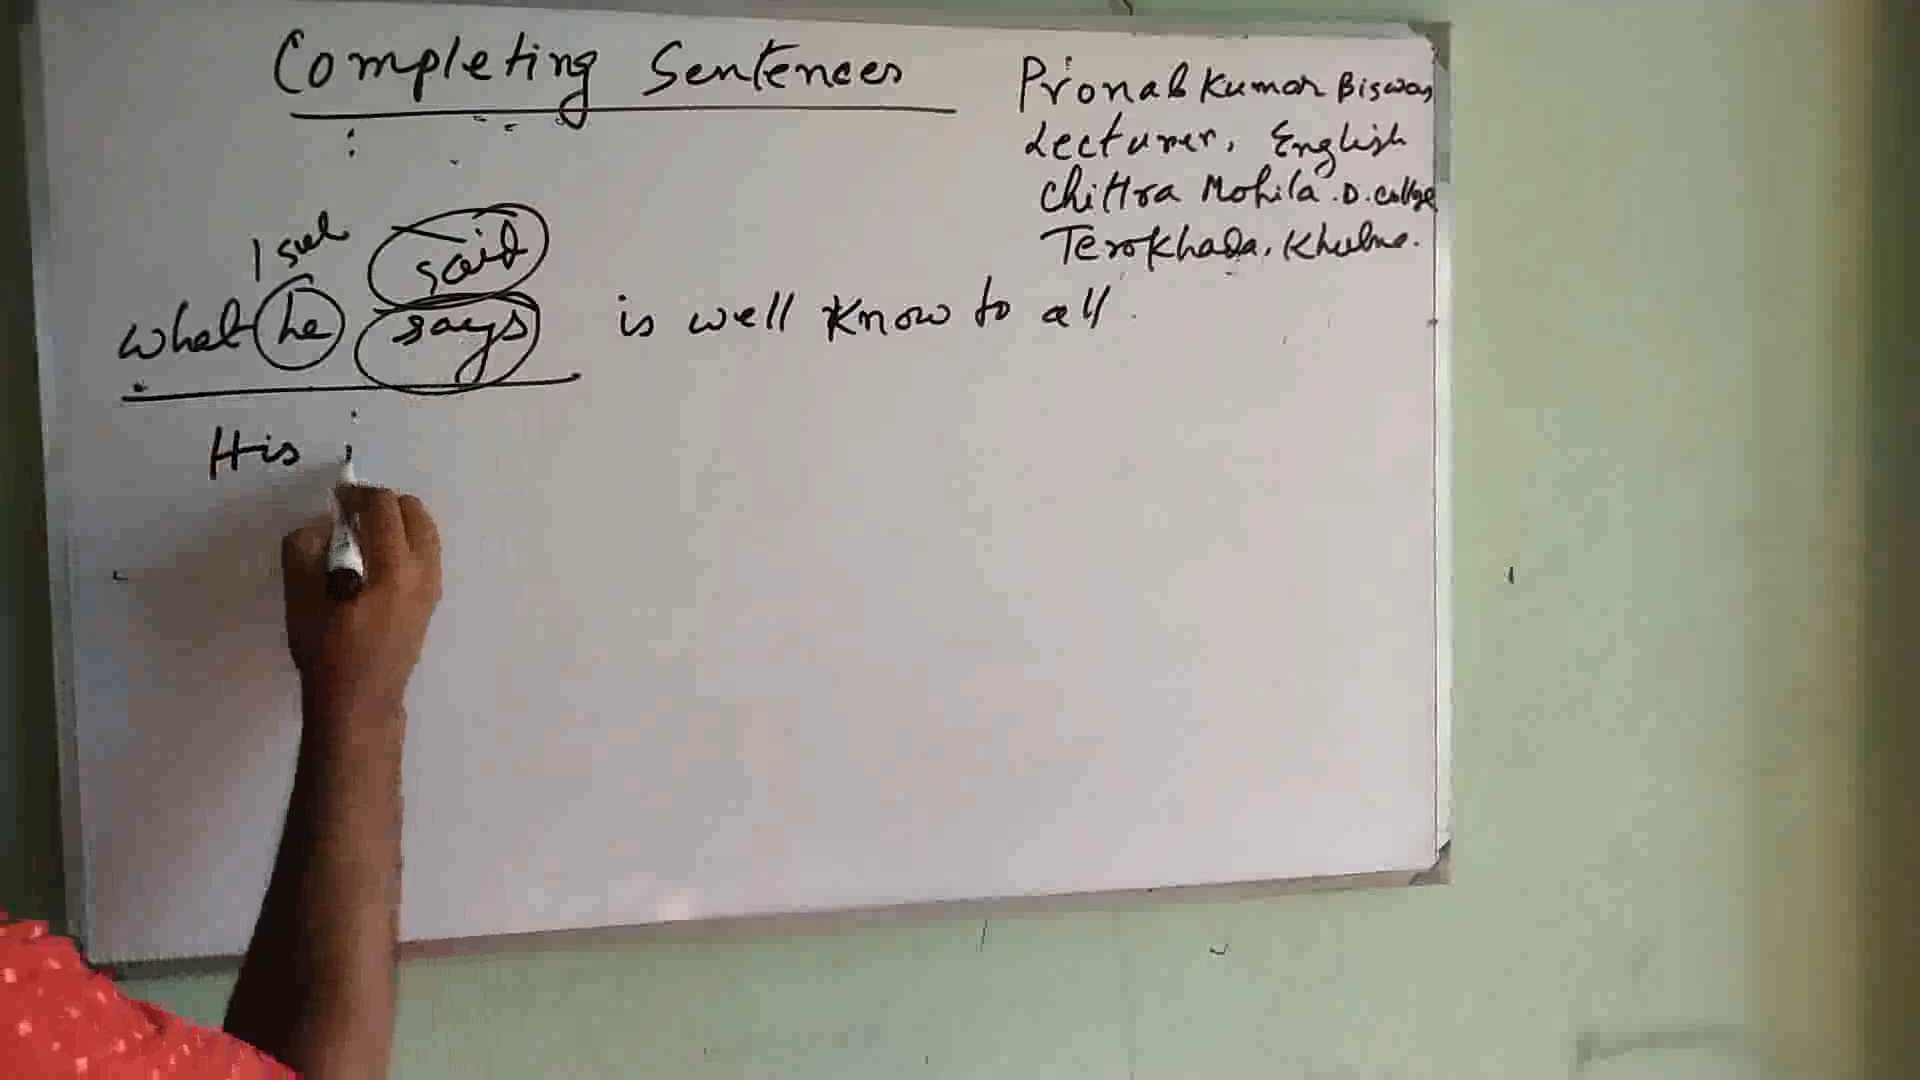 Completing Sentences
Pronab Kumar Biswas
Lecturer, English
Chittra Mohila D. College
Terokhada, Khulna.
I
said
what he says is well know to all.
His